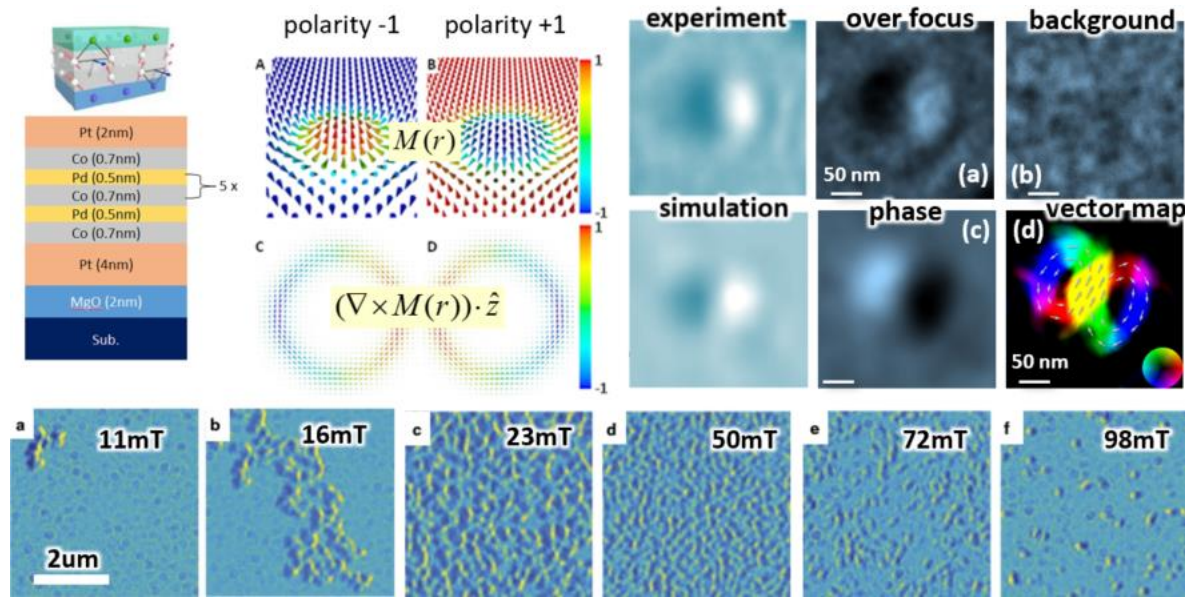 polarity -1
polarity +1
experiment
over focus
background
A
B
1
M(r)
-1
Pt (2nm)
Co (0.7nm)
Pd (0.5nm)
5 x
Co (0.7nm)
Pd (0.5nm)
Co (0.7nm)
Pt (4nm)
MgO (2nm)
Sub.
50 nm
(a)
(b)
simulation
phase
(c)
vector map
(d)
C
D
1
(∇ × M(r)) · ẑ
-1
50 nm
a
11mT
b
16mT
c
23mT
d
50mT
e
72mT
f
98mT
2um